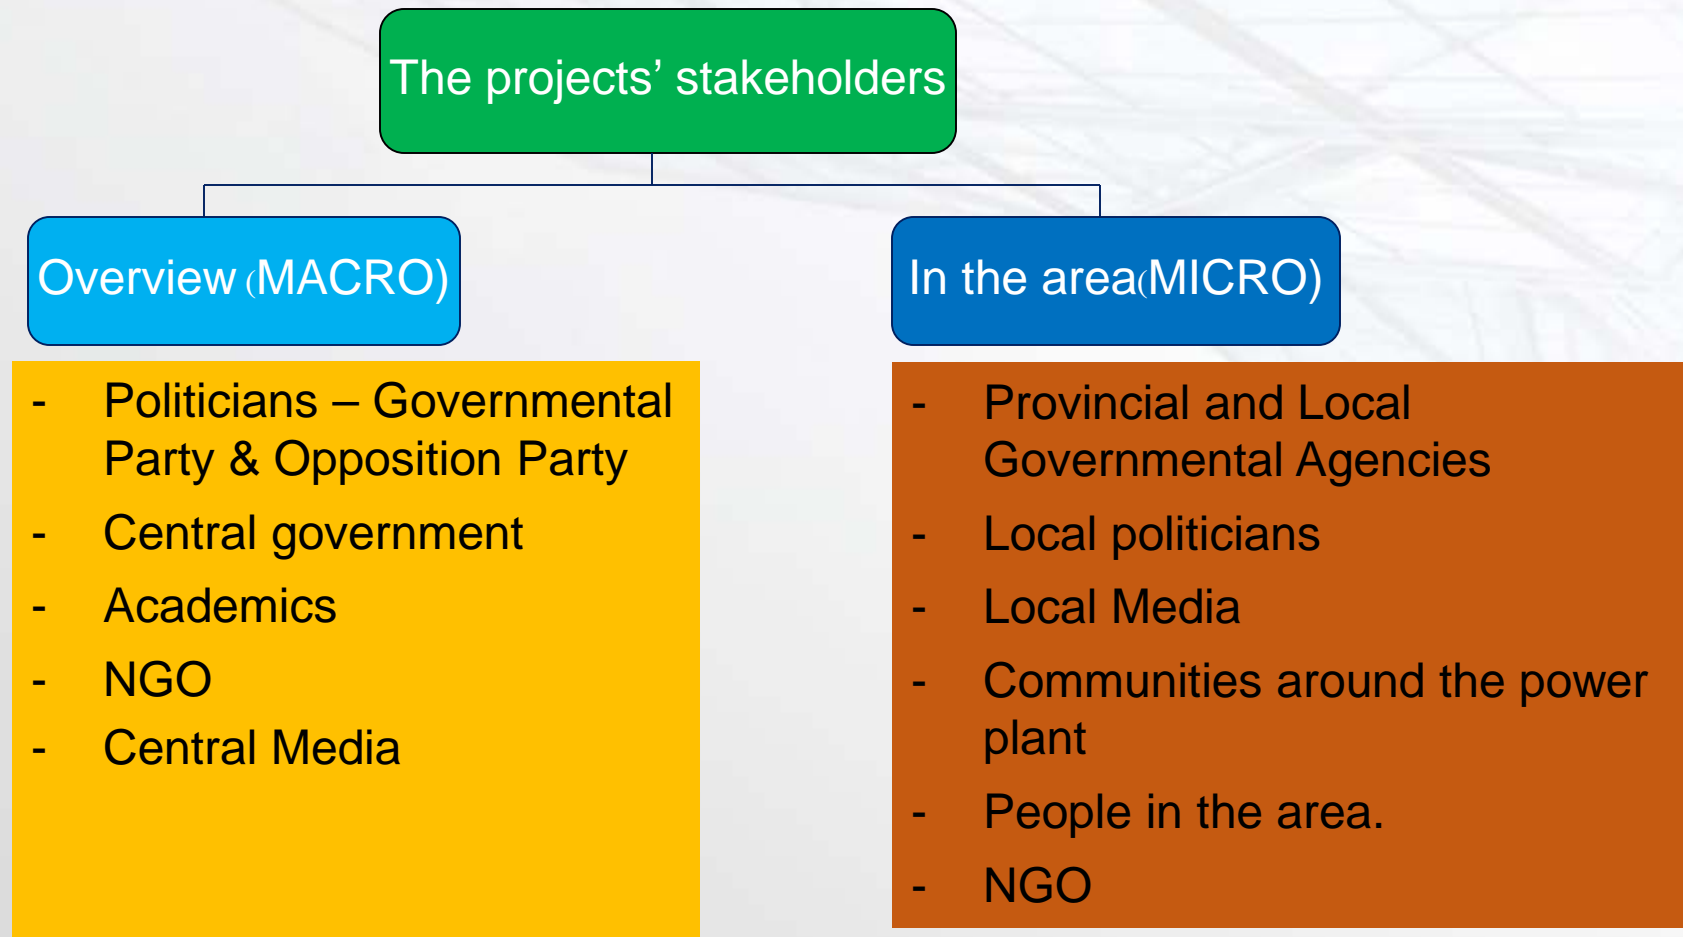 The projects’ stakeholders
Overview (MACRO)
- Politicians – Governmental
Party & Opposition Party
- Central government
- Academics
- NGO
- Central Media
In the area(MICRO)
- Provincial and Local
Governmental Agencies
- Local politicians
- Local Media
- Communities around the power
plant
- People in the area.
- NGO